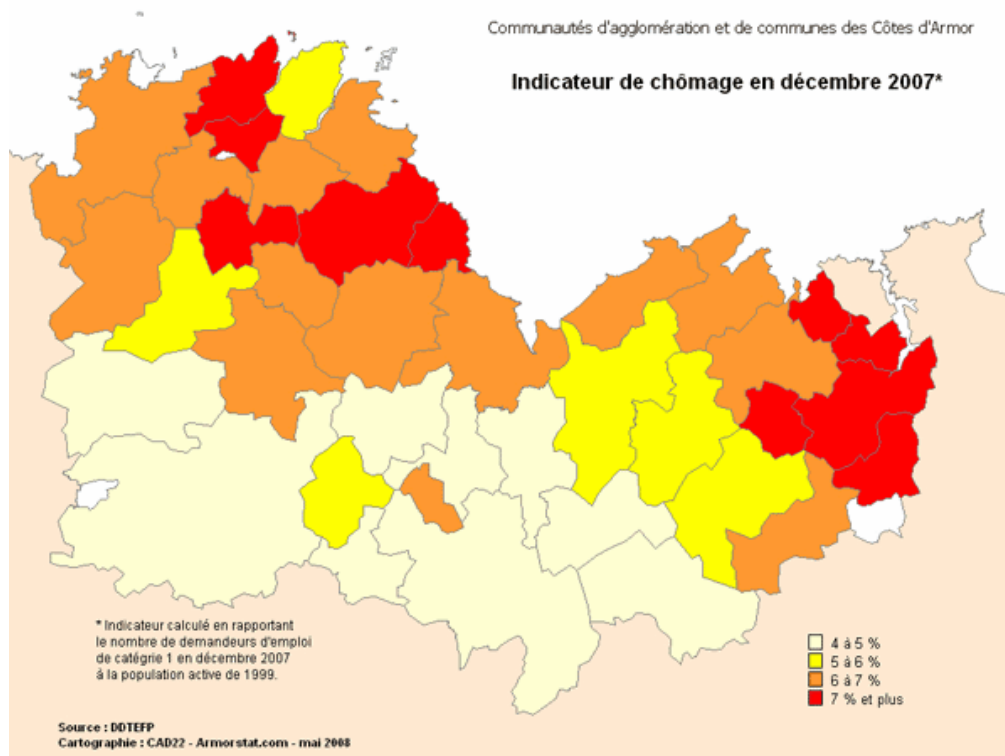 Communautés d'agglomération et de communes des Côtes d'Armor
Indicateur de chômage en décembre 2007*
* Indicateur calculé en rapportant
le nombre de demandeurs d'emploi
de catégrie 1 en décembre 2007
à la population active de 1999.
4 à 5 %
5 à 6 %
6 à 7 %
7 % et plus
Source : DDTEFP
Cartographie : CAD22 - Armorstat.com - mai 2008